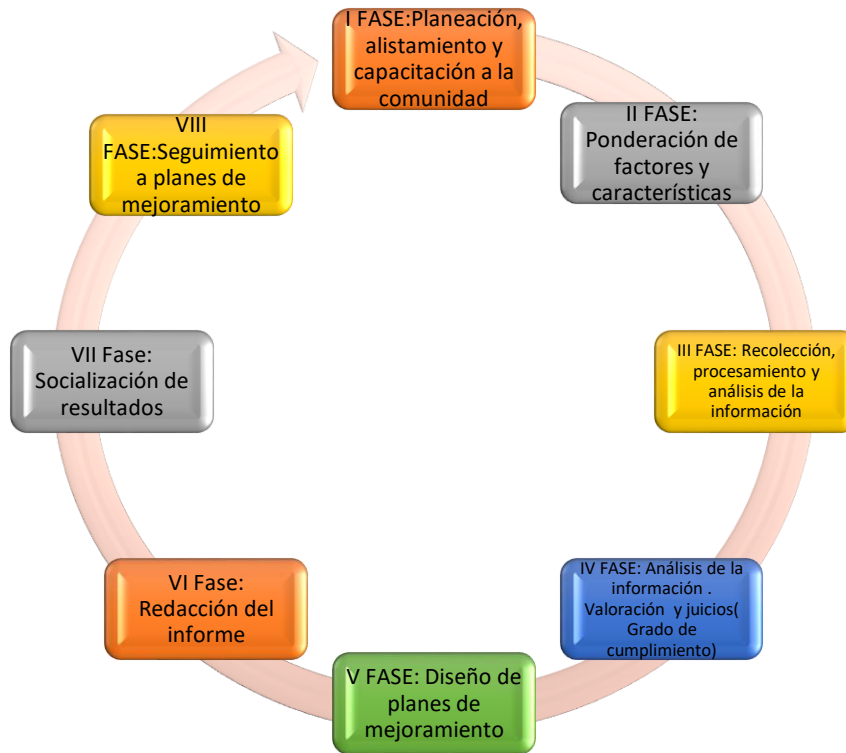 I FASE:Planeación,
alistamiento y
capacitación a la
comunidad
II FASE:
Ponderación de
factores y
características
III FASE: Recolección,
procesamiento y
análisis de la
información
IV FASE: Análisis de la
información .
Valoración y juicios(
Grado de
cumplimiento)
V FASE: Diseño de
planes de
mejoramiento
VI Fase:
Redacción del
informe
VII Fase:
Socialización de
resultados
VIII
FASE:Seguimiento
a planes de
mejoramiento